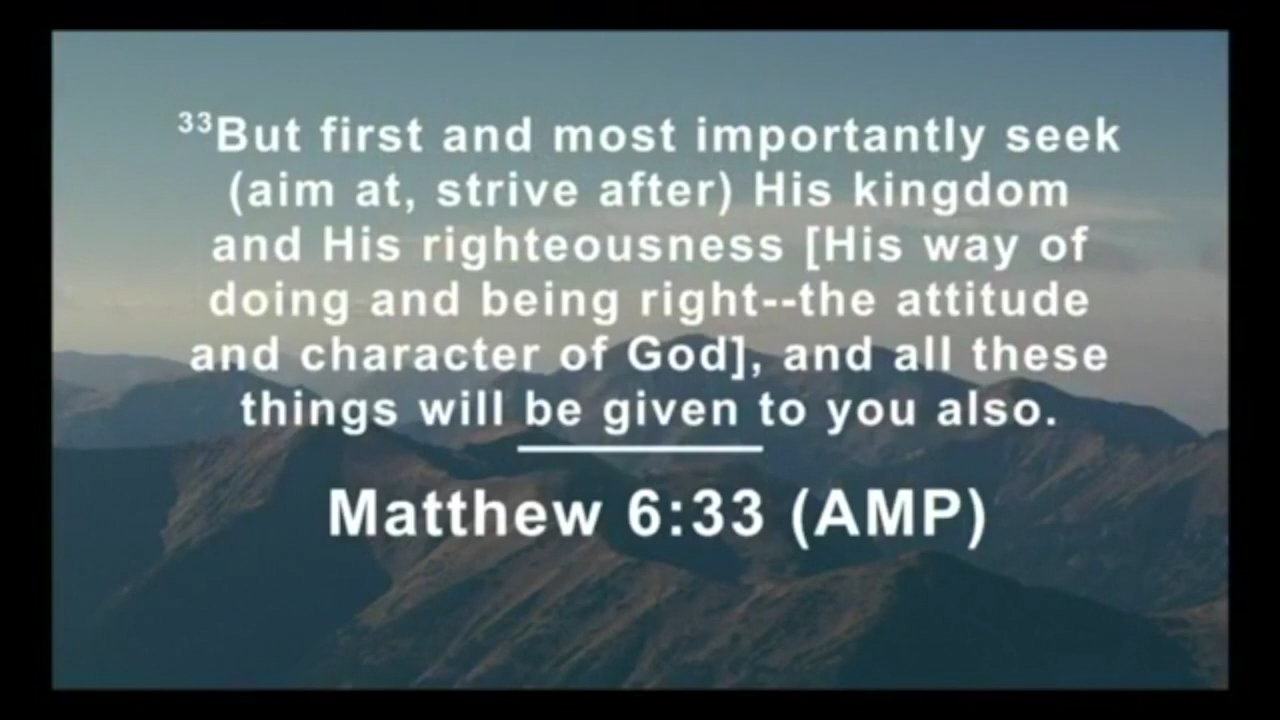 33But first and most importantly seek
(aim at, strive after) His kingdom
and His righteousness [His way of
doing and being right--the attitude
and character of God], and all these
things will be given to you also.
Matthew 6:33 (AMP)